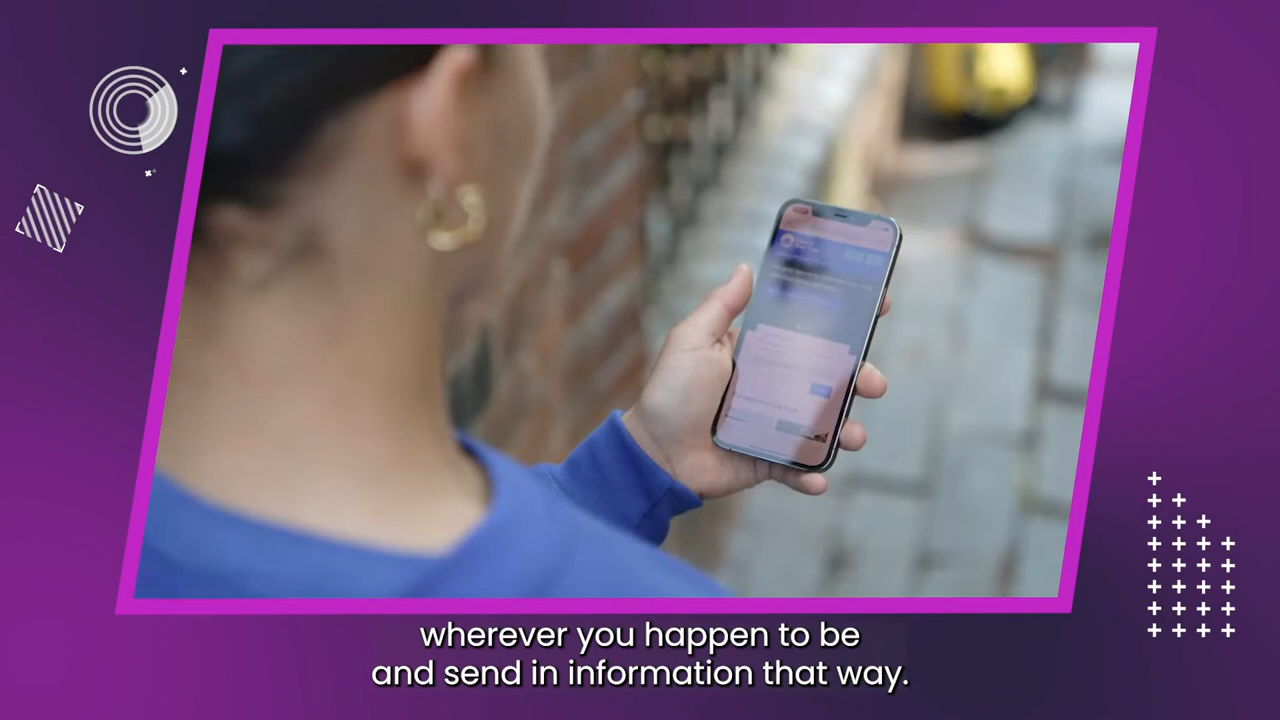 wherever you happen to be
and send in information that way.